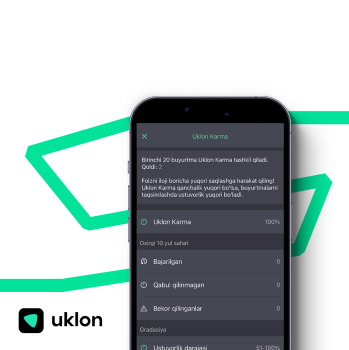 Uklon Karma
Birinchi 20 buyurtma Uklon Karma tashkil qiladi.
Qoldi: 2
Foizni iloji boricha yuqori saqlashga harakat qiling!
Uklon Karma qanchalik yuqori bo'lsa, buyurtmalarni
taqsimlashda ustuvorlik yuqori bo'ladi.
Uklon Karma 100%
Oxirgi 10 yul safari
Bajarilgan 0
Qabul qilinmagan 0
Bekor qilinganlar 0
Gradasiya
Ustuvorlik darajasi 51-100%
uklon